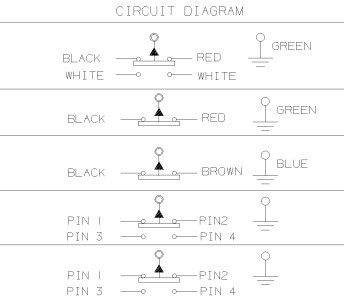 CIRCUIT DIAGRAM
BLACK RED GREEN
WHITE WHITE
BLACK RED GREEN
BLACK BROWN BLUE
PIN 1 PIN2
PIN 3 PIN 4
PIN 1 PIN2
PIN 3 PIN 4